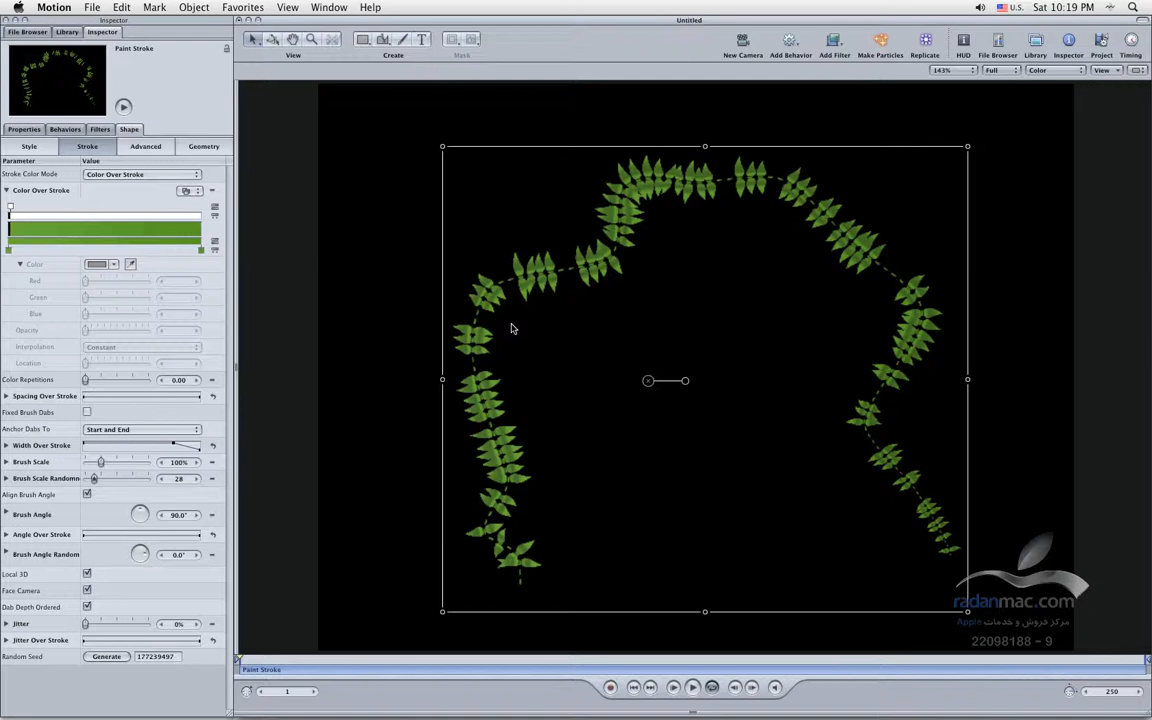 Motion File Edit Mark Object Favorites View Window Help
U.S. Sat 10:19 PM
Inspector
Untitled
File Browser Library Inspector
Paint Stroke
View
Create
Mask
New Camera Add Behavior Add Filter Make Particles Replicate
HUD File Browser Library Inspector Project Timing
143% Full Color View
Properties Behaviors Filters Shape
Style Stroke Advanced Geometry
Parameter Value
Stroke Color Mode Color Over Stroke
Color Over Stroke
Color
Red
Green
Blue
Opacity
Interpolation Constant
Location
Color Repetitions 0.00
Spacing Over Stroke
Fixed Brush Dabs
Anchor Dabs To Start and End
Width Over Stroke
Brush Scale 100%
Brush Scale Randomn 28
Align Brush Angle
Brush Angle 90.0°
Angle Over Stroke
Brush Angle Random 0.0°
Local 3D
Face Camera
Dab Depth Ordered
Jitter 0%
Jitter Over Stroke
Random Seed Generate 177239497
radanmac.com
مرکز فروش و خدمات Apple
22098188 - 9
Paint Stroke
1
250